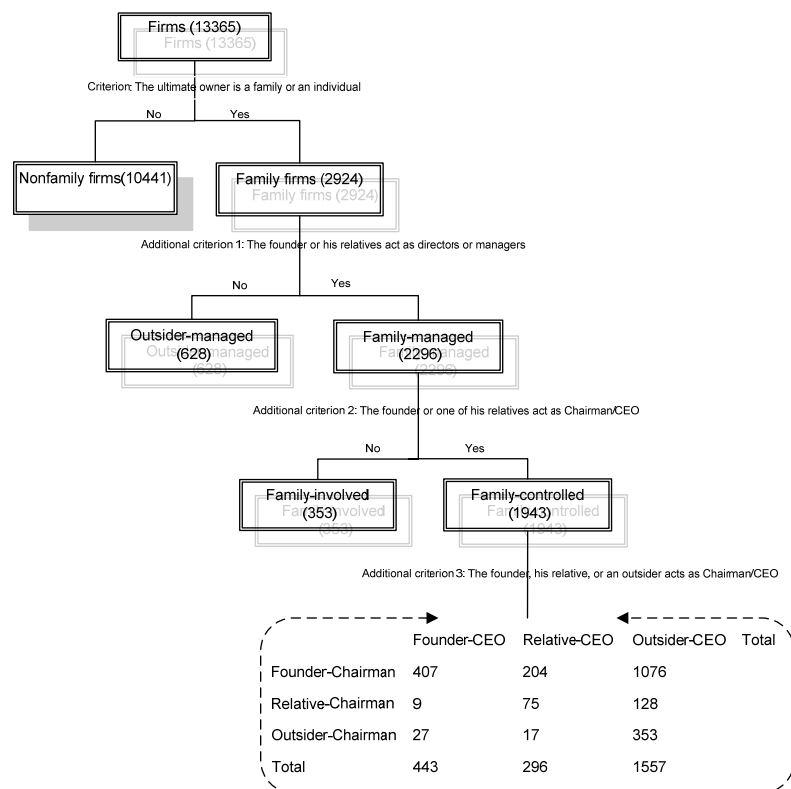 Firms (13365)
Criterion: The ultimate owner is a family or an individual
No Yes
Nonfamily firms(10441) Family firms (2924)
Additional criterion 1: The founder or his relatives act as directors or managers
No Yes
Outsider-managed
(628)
Family-managed
(2296)
Additional criterion 2: The founder or one of his relatives act as Chairman/CEO
No Yes
Family-involved
(353)
Family-controlled
(1943)
Additional criterion 3: The founder, his relative, or an outsider acts as Chairman/CEO
Founder-CEO Relative-CEO Outsider-CEO Total
Founder-Chairman 407 204 1076
Relative-Chairman 9 75 128
Outsider-Chairman 27 17 353
Total 443 296 1557